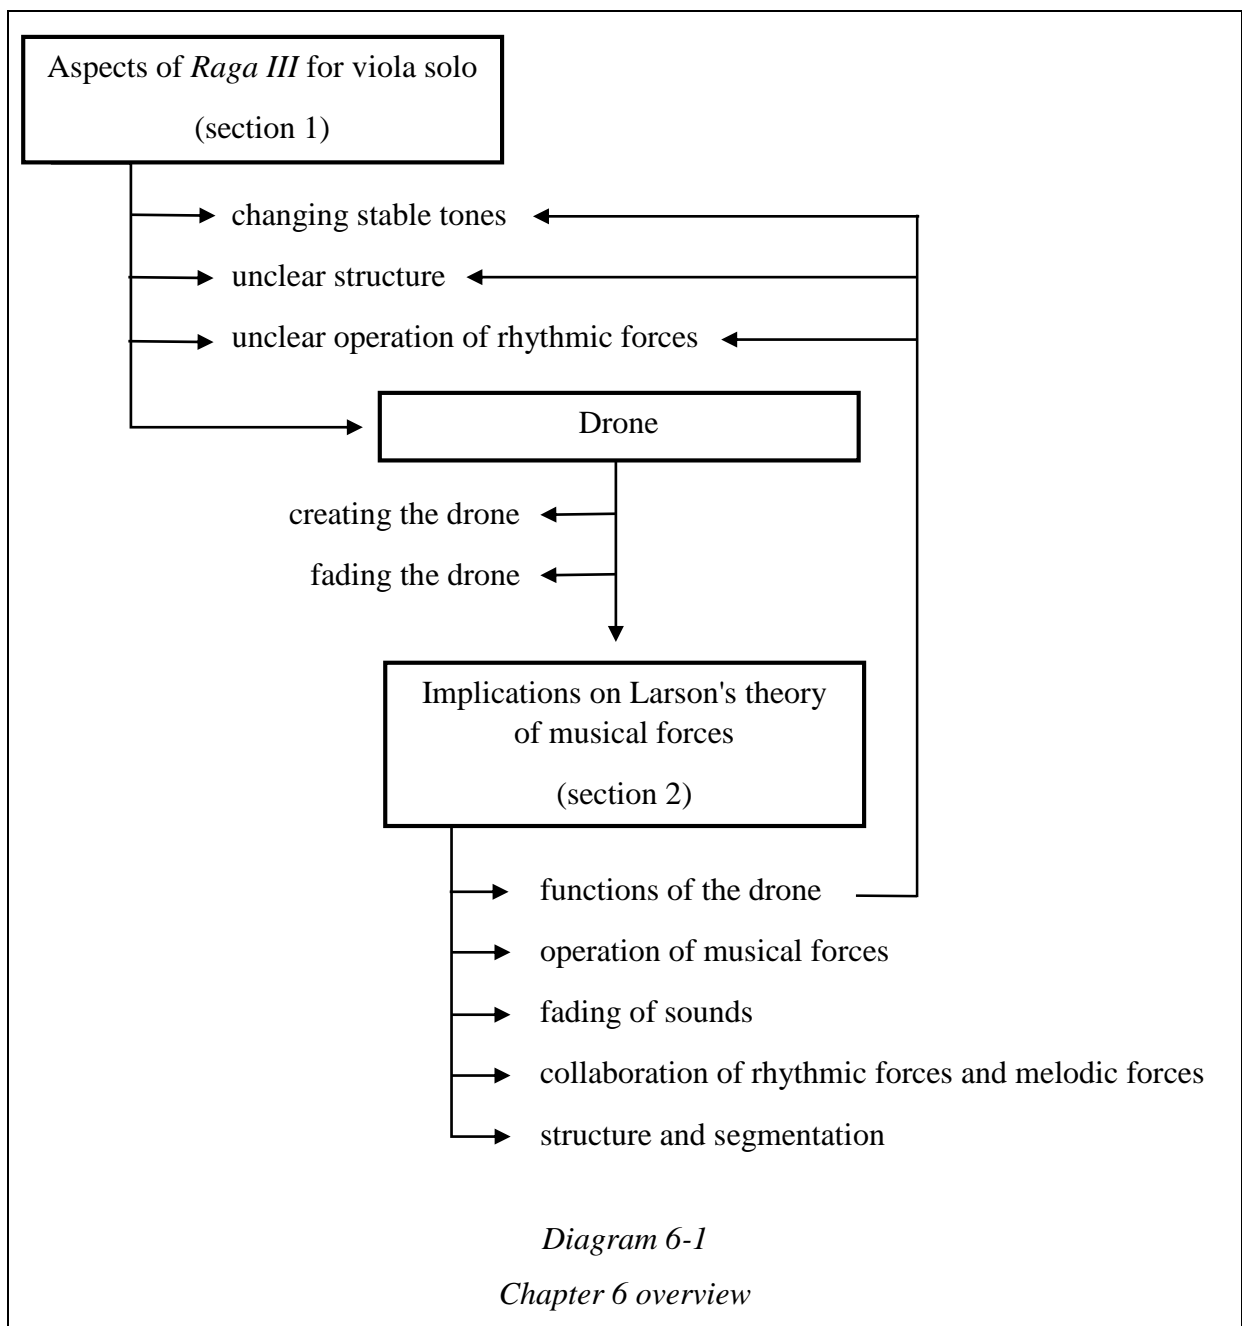 Aspects of Raga III for viola solo
(section 1)
changing stable tones
unclear structure
unclear operation of rhythmic forces
Drone
creating the drone
fading the drone
Implications on Larson's theory
of musical forces
(section 2)
functions of the drone
operation of musical forces
fading of sounds
collaboration of rhythmic forces and melodic forces
structure and segmentation
Diagram 6-1
Chapter 6 overview